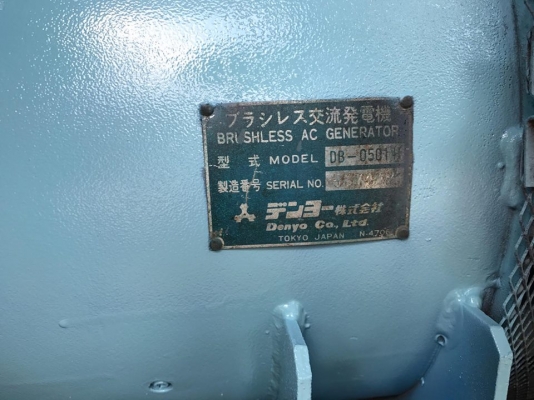 ブラシレス交流発電機
BRUSHLESS AC GENERATOR
型式 MODEL DB-0501
製造番号 SERIAL NO.
デンヨー株式会社
Denyo Co., Ltd.
TOKYO JAPAN